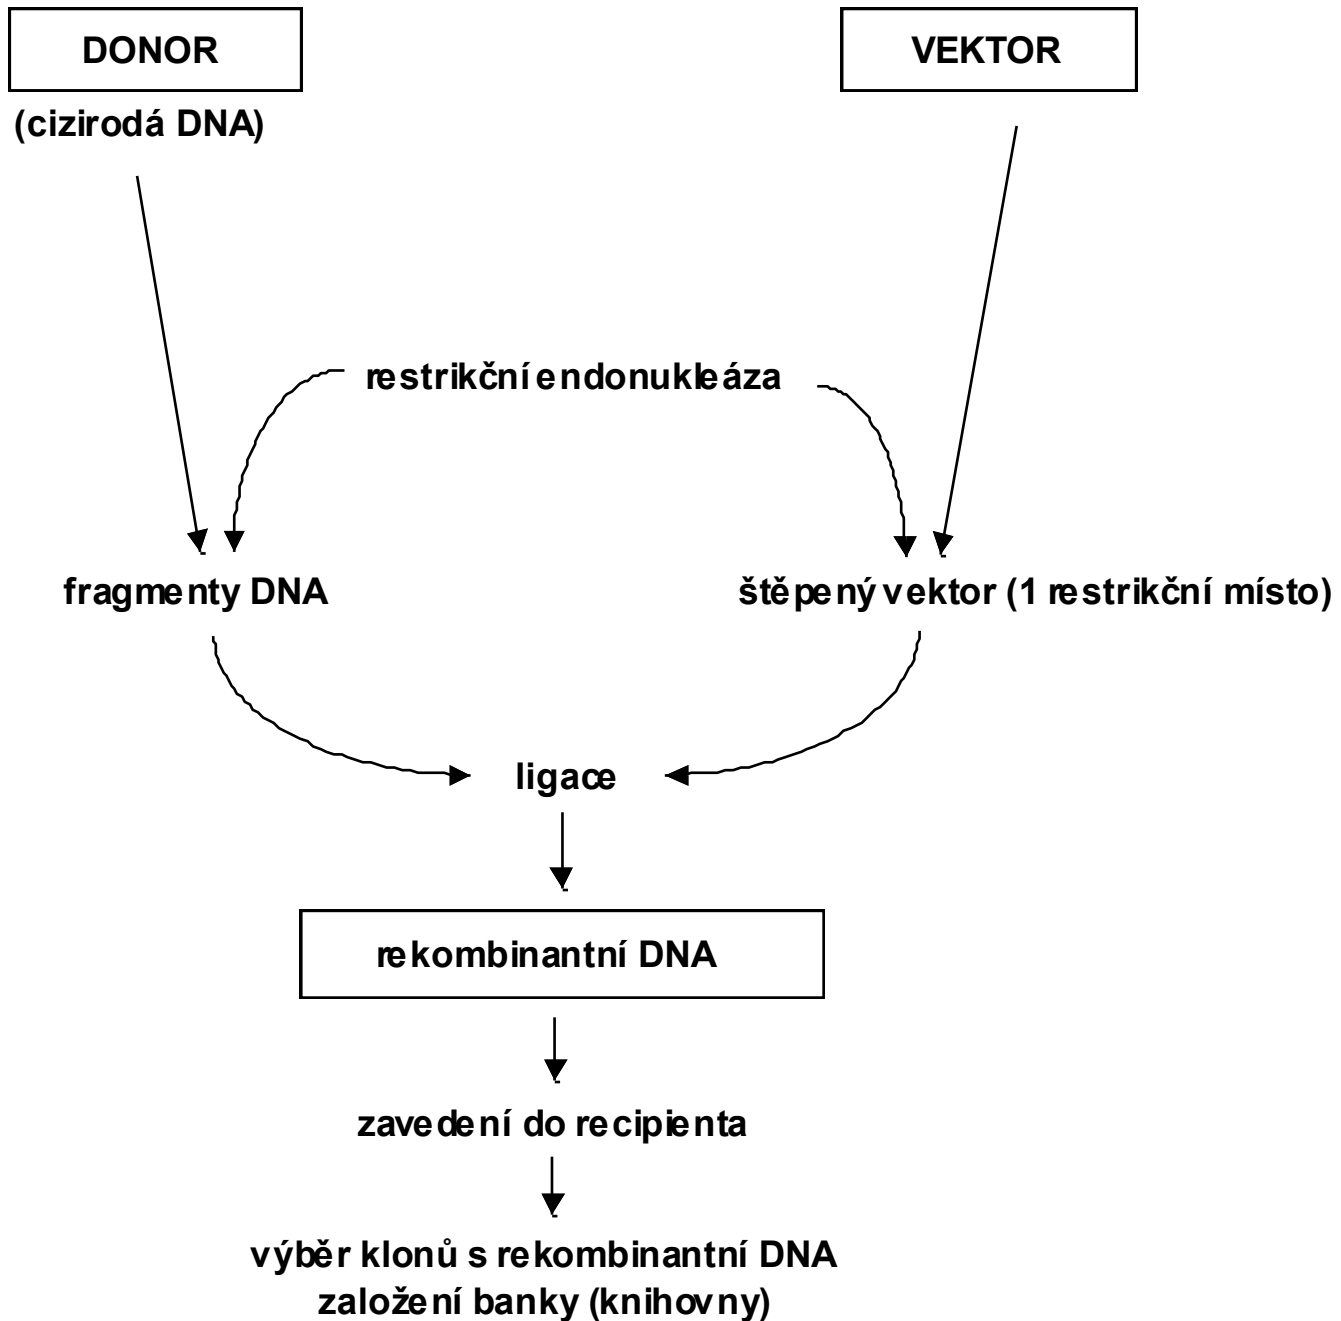 DONOR
VEKTOR
(cizirodá DNA)
restrikční endonukleáza
fragmenty DNA
štěpený vektor (1 restrikční místo)
ligace
rekombinantní DNA
zavedení do recipienta
výběr klonů s rekombinantní DNA
založení banky (knihovny)